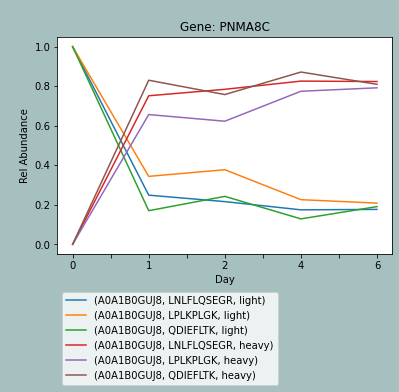 Gene: PNMA8C
Rel Abundance
1.0
0.8
0.6
0.4
0.2
0.0
0 1 2 4 6
Day
(A0A1B0GUJ8, LNLFLQSEGR, light)
(A0A1B0GUJ8, LPLKPLGK, light)
(A0A1B0GUJ8, QDIEFLTK, light)
(A0A1B0GUJ8, LNLFLQSEGR, heavy)
(A0A1B0GUJ8, LPLKPLGK, heavy)
(A0A1B0GUJ8, QDIEFLTK, heavy)